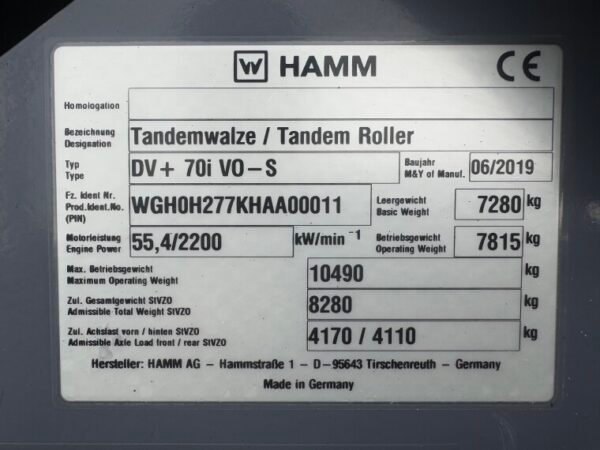 W HAMM CE
Homologation
Bezeichnung
Designation
Tandemwalze / Tandem Roller
Typ
Type
DV+ 70i VO-S
Baujahr
M&Y of Manuf.
06/2019
Fz. Ident Nr.
Prod.Ident.No.
(PIN)
WGH0H277KHAA00011
Leergewicht
Basic Weight
7280 kg
Motorleistung
Engine Power
55,4/2200 kW/min⁻¹
Betriebsgewicht
Operating Weight
7815 kg
Max. Betriebsgewicht
Maximum Operating Weight
10490 kg
Zul. Gesamtgewicht StVZO
Admissible Total Weight StVZO
8280 kg
Zul. Achslast vorn / hinten StVZO
Admissible Axle Load front / rear StVZO
4170 / 4110 kg
Hersteller: HAMM AG – Hammstraße 1 – D–95643 Tirschenreuth – Germany
Made in Germany